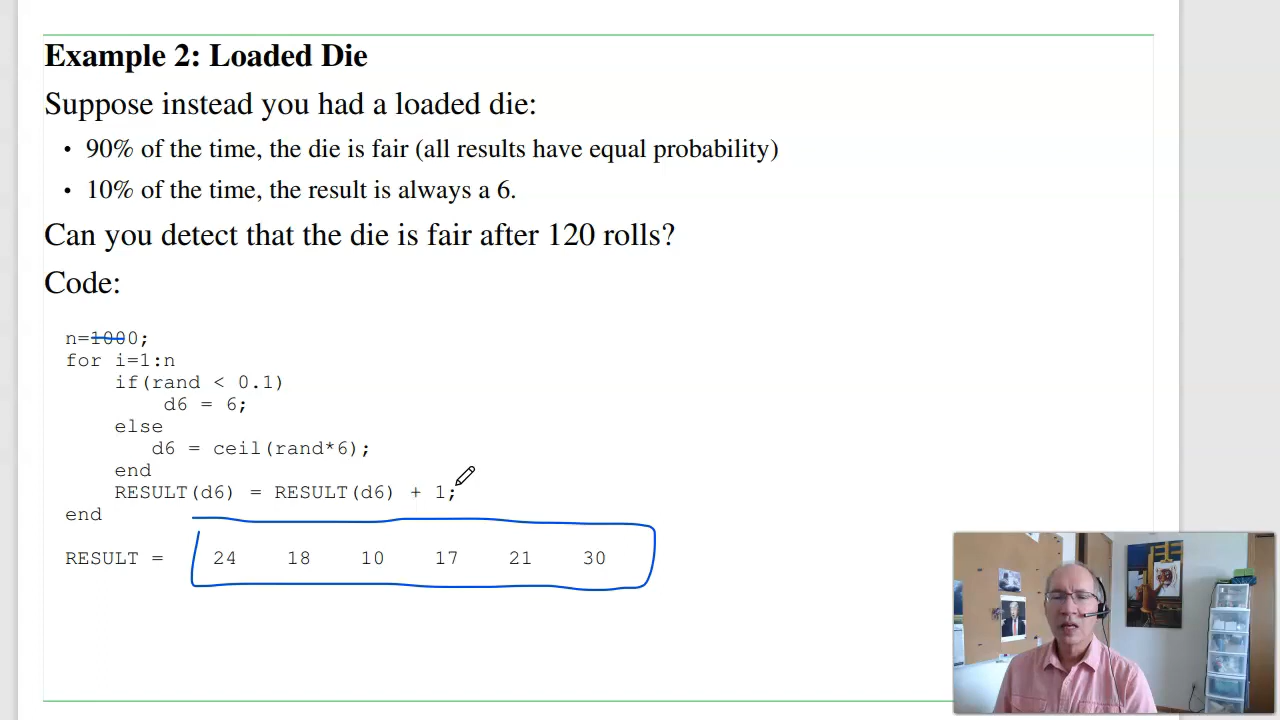 Example 2: Loaded Die
Suppose instead you had a loaded die:
• 90% of the time, the die is fair (all results have equal probability)
• 10% of the time, the result is always a 6.
Can you detect that the die is fair after 120 rolls?
Code:
n=1000;
for i=1:n
if(rand < 0.1)
d6 = 6;
else
d6 = ceil(rand*6);
end
RESULT(d6) = RESULT(d6) + 1;
end
RESULT = 24 18 10 17 21 30